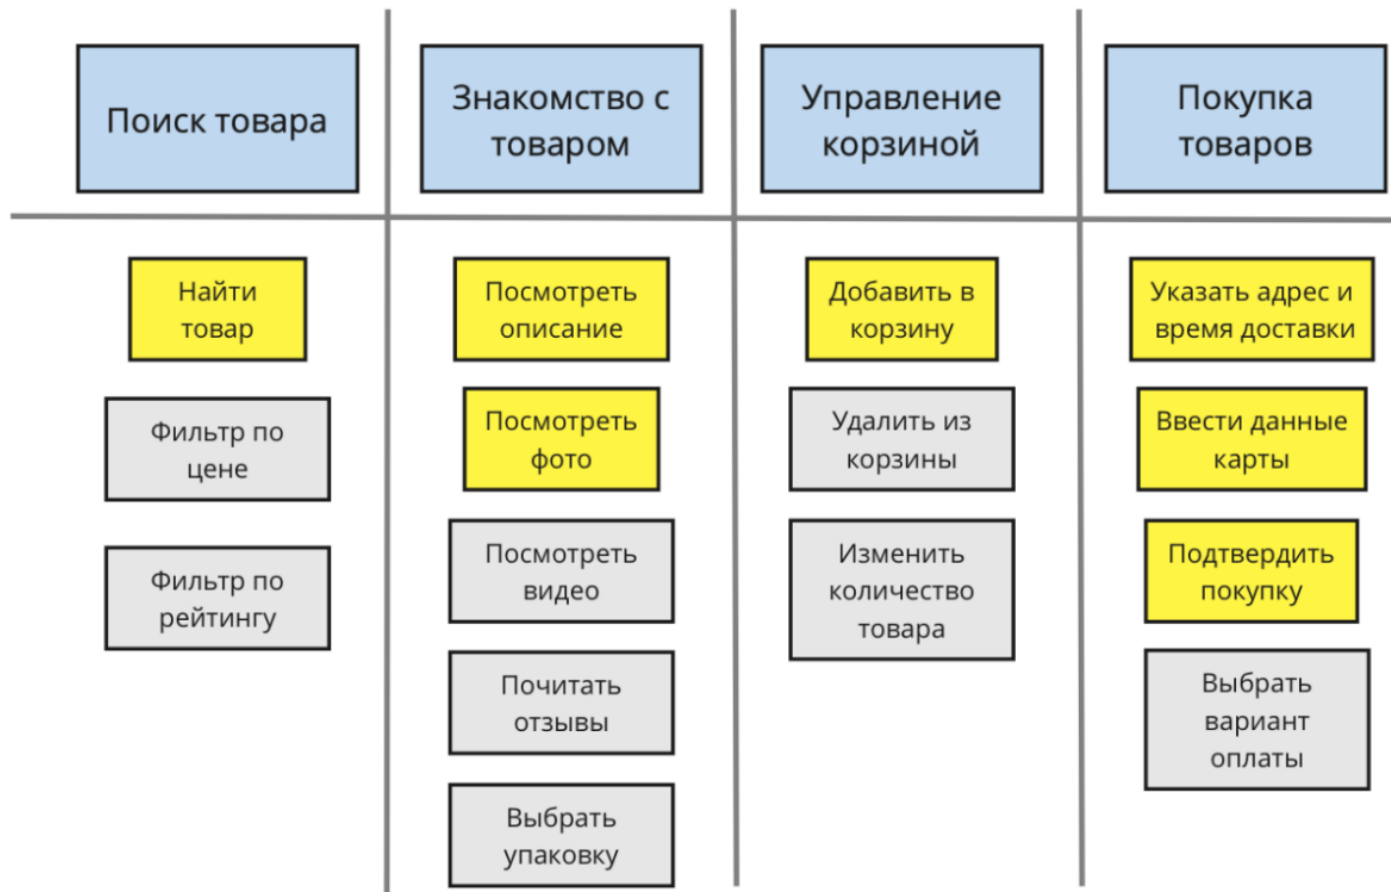 Поиск товара
Знакомство с
товаром
Управление
корзиной
Покупка
товаров
Найти
товар
Фильтр по
цене
Фильтр по
рейтингу
Посмотреть
описание
Посмотреть
фото
Посмотреть
видео
Почитать
отзывы
Выбрать
упаковку
Добавить в
корзину
Удалить из
корзины
Изменить
количество
товара
Указать адрес и
время доставки
Ввести данные
карты
Подтвердить
покупку
Выбрать
вариант
оплаты